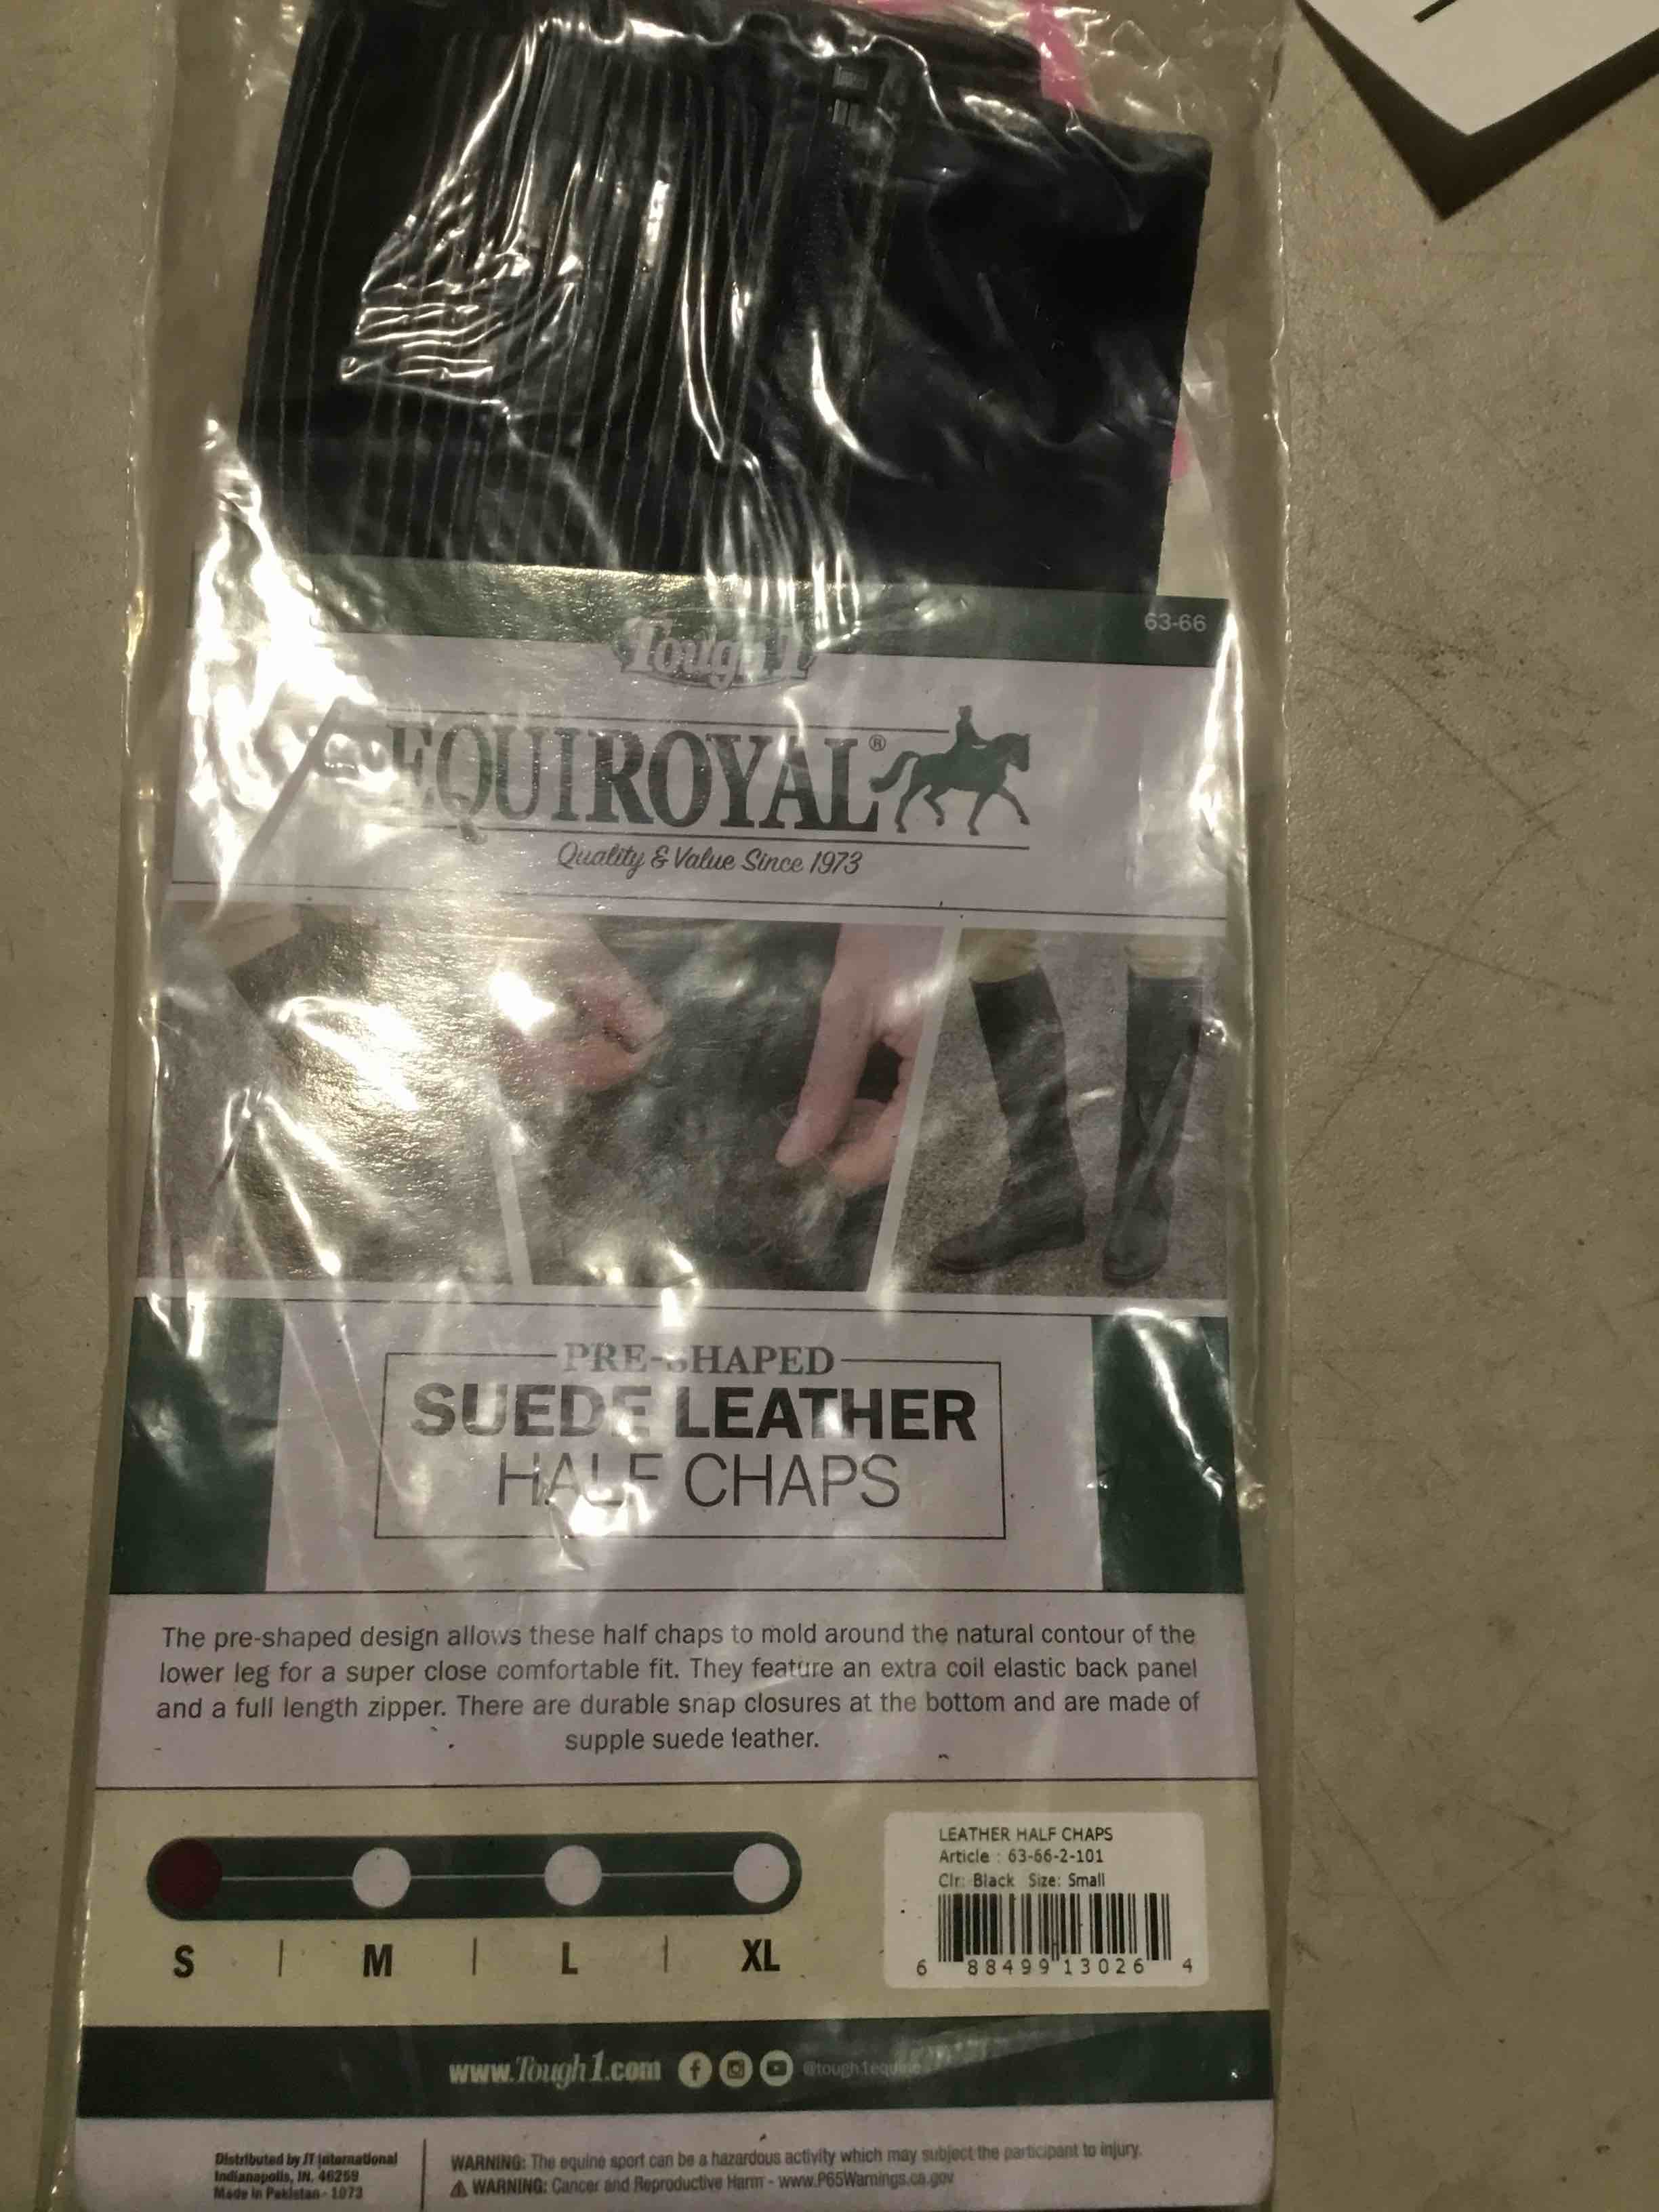 63-66
Tough 1
EQUIROYAL®
Quality & Value Since 1973
PRE-SHAPED
SUEDE LEATHER
HALF CHAPS
The pre-shaped design allows these half chaps to mold around the natural contour of the
lower leg for a super close comfortable fit. They feature an extra coil elastic back panel
and a full length zipper. There are durable snap closures at the bottom and are made of
supple suede leather.
LEATHER HALF CHAPS
Article : 63-66-2-101
Clr: Black Size: Small
6 88499 13026 4
S | M | L | XL
www.Tough1.com @tough1equine
Distributed by JT International
Indianapolis, IN, 46259
Made in Pakistan - 1073
WARNING: The equine sport can be a hazardous activity which may subject the participant to injury.
WARNING: Cancer and Reproductive Harm - www.P65Warnings.ca.gov